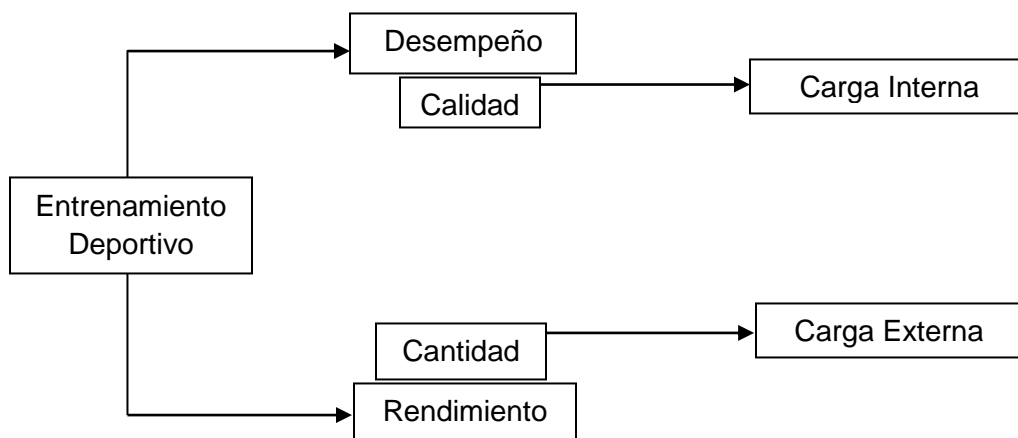 Desempeño
Calidad
Carga Interna
Entrenamiento
Deportivo
Cantidad
Carga Externa
Rendimiento